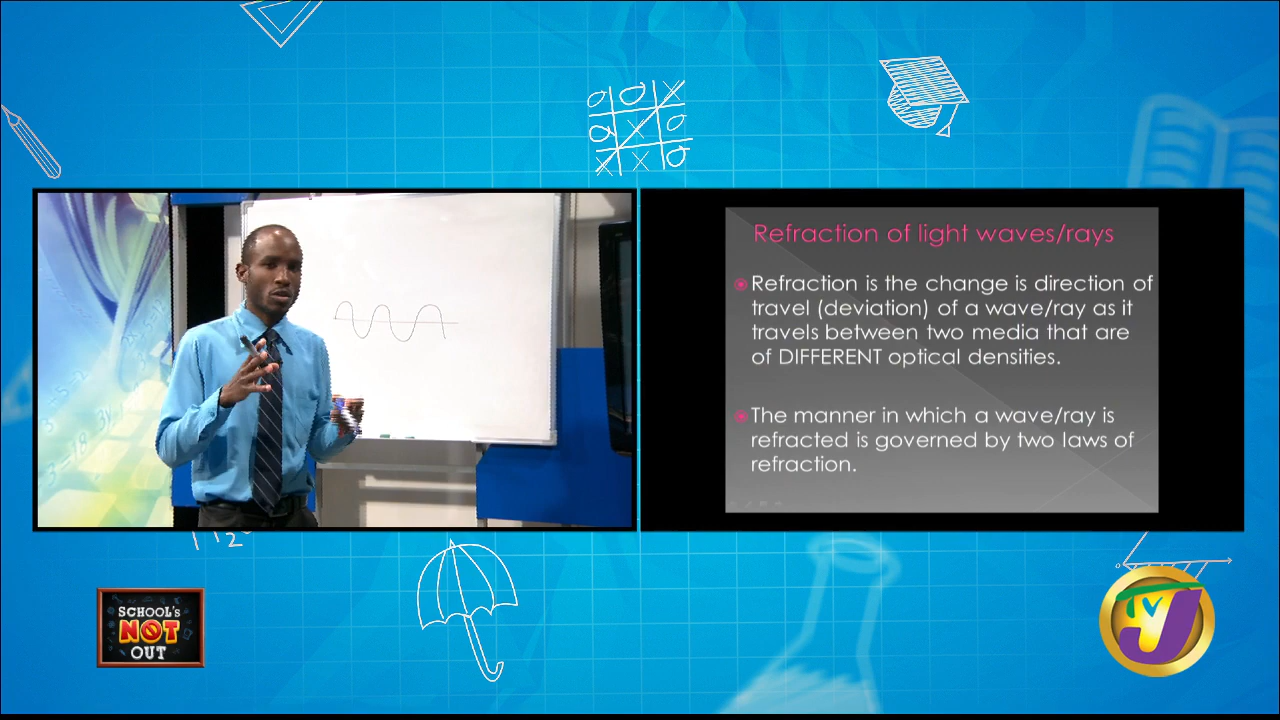 Refraction of light waves/rays
Refraction is the change is direction of
travel (deviation) of a wave/ray as it
travels between two media that are
of DIFFERENT optical densities.
The manner in which a wave/ray is
refracted is governed by two laws of
refraction.
SCHOOL'S
NOT
OUT
TVJ